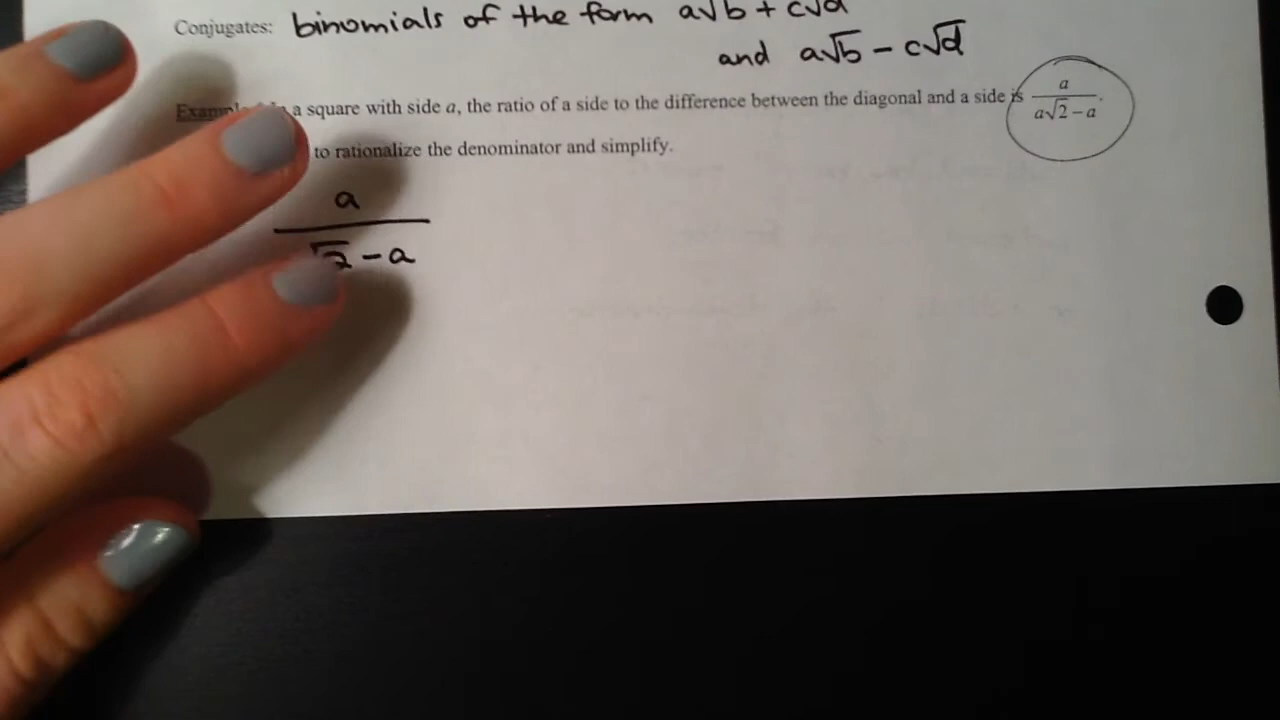 Conjugates: binomials of the form a√b + c√d
and a√b - c√d
a square with side a, the ratio of a side to the difference between the diagonal and a side is a/(a√2 - a).
to rationalize the denominator and simplify.
a
√2 - a